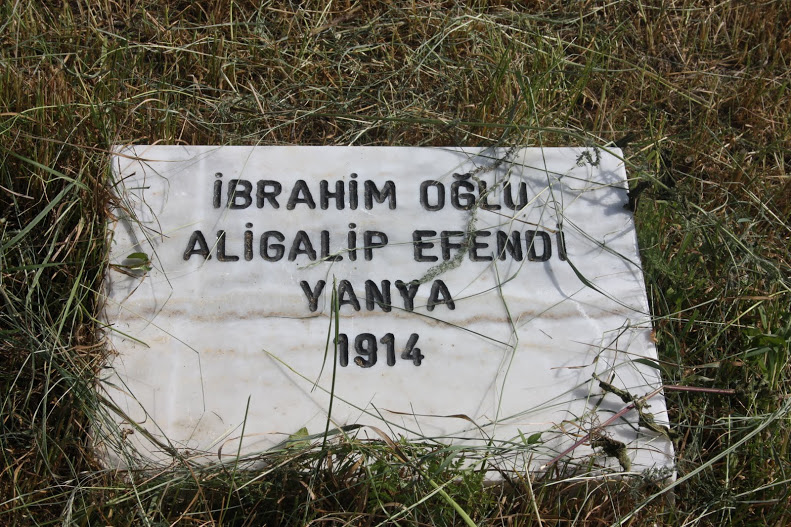 İBRAHİM OĞLU
ALİGALİP EFENDİ
YANYA
1914